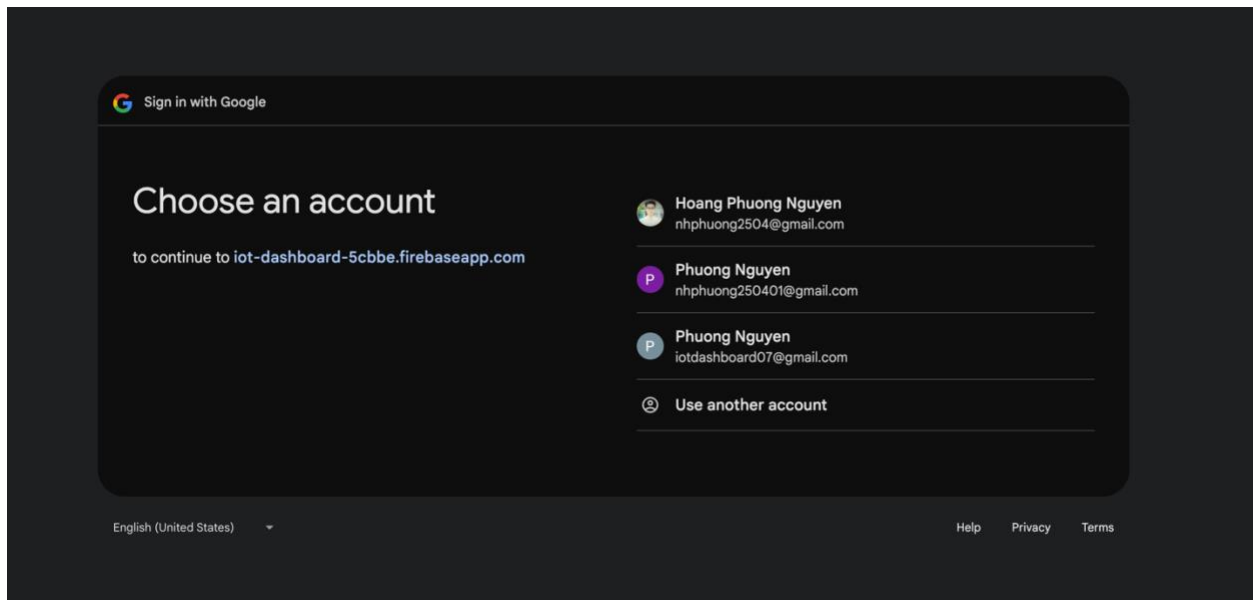 Sign in with Google
Choose an account
to continue to iot-dashboard-5cbbe.firebaseapp.com
Hoang Phuong Nguyen
nhphuong2504@gmail.com
P
Phuong Nguyen
nhphuong250401@gmail.com
P
Phuong Nguyen
iotdashboard07@gmail.com
Use another account
English (United States)
Help Privacy Terms